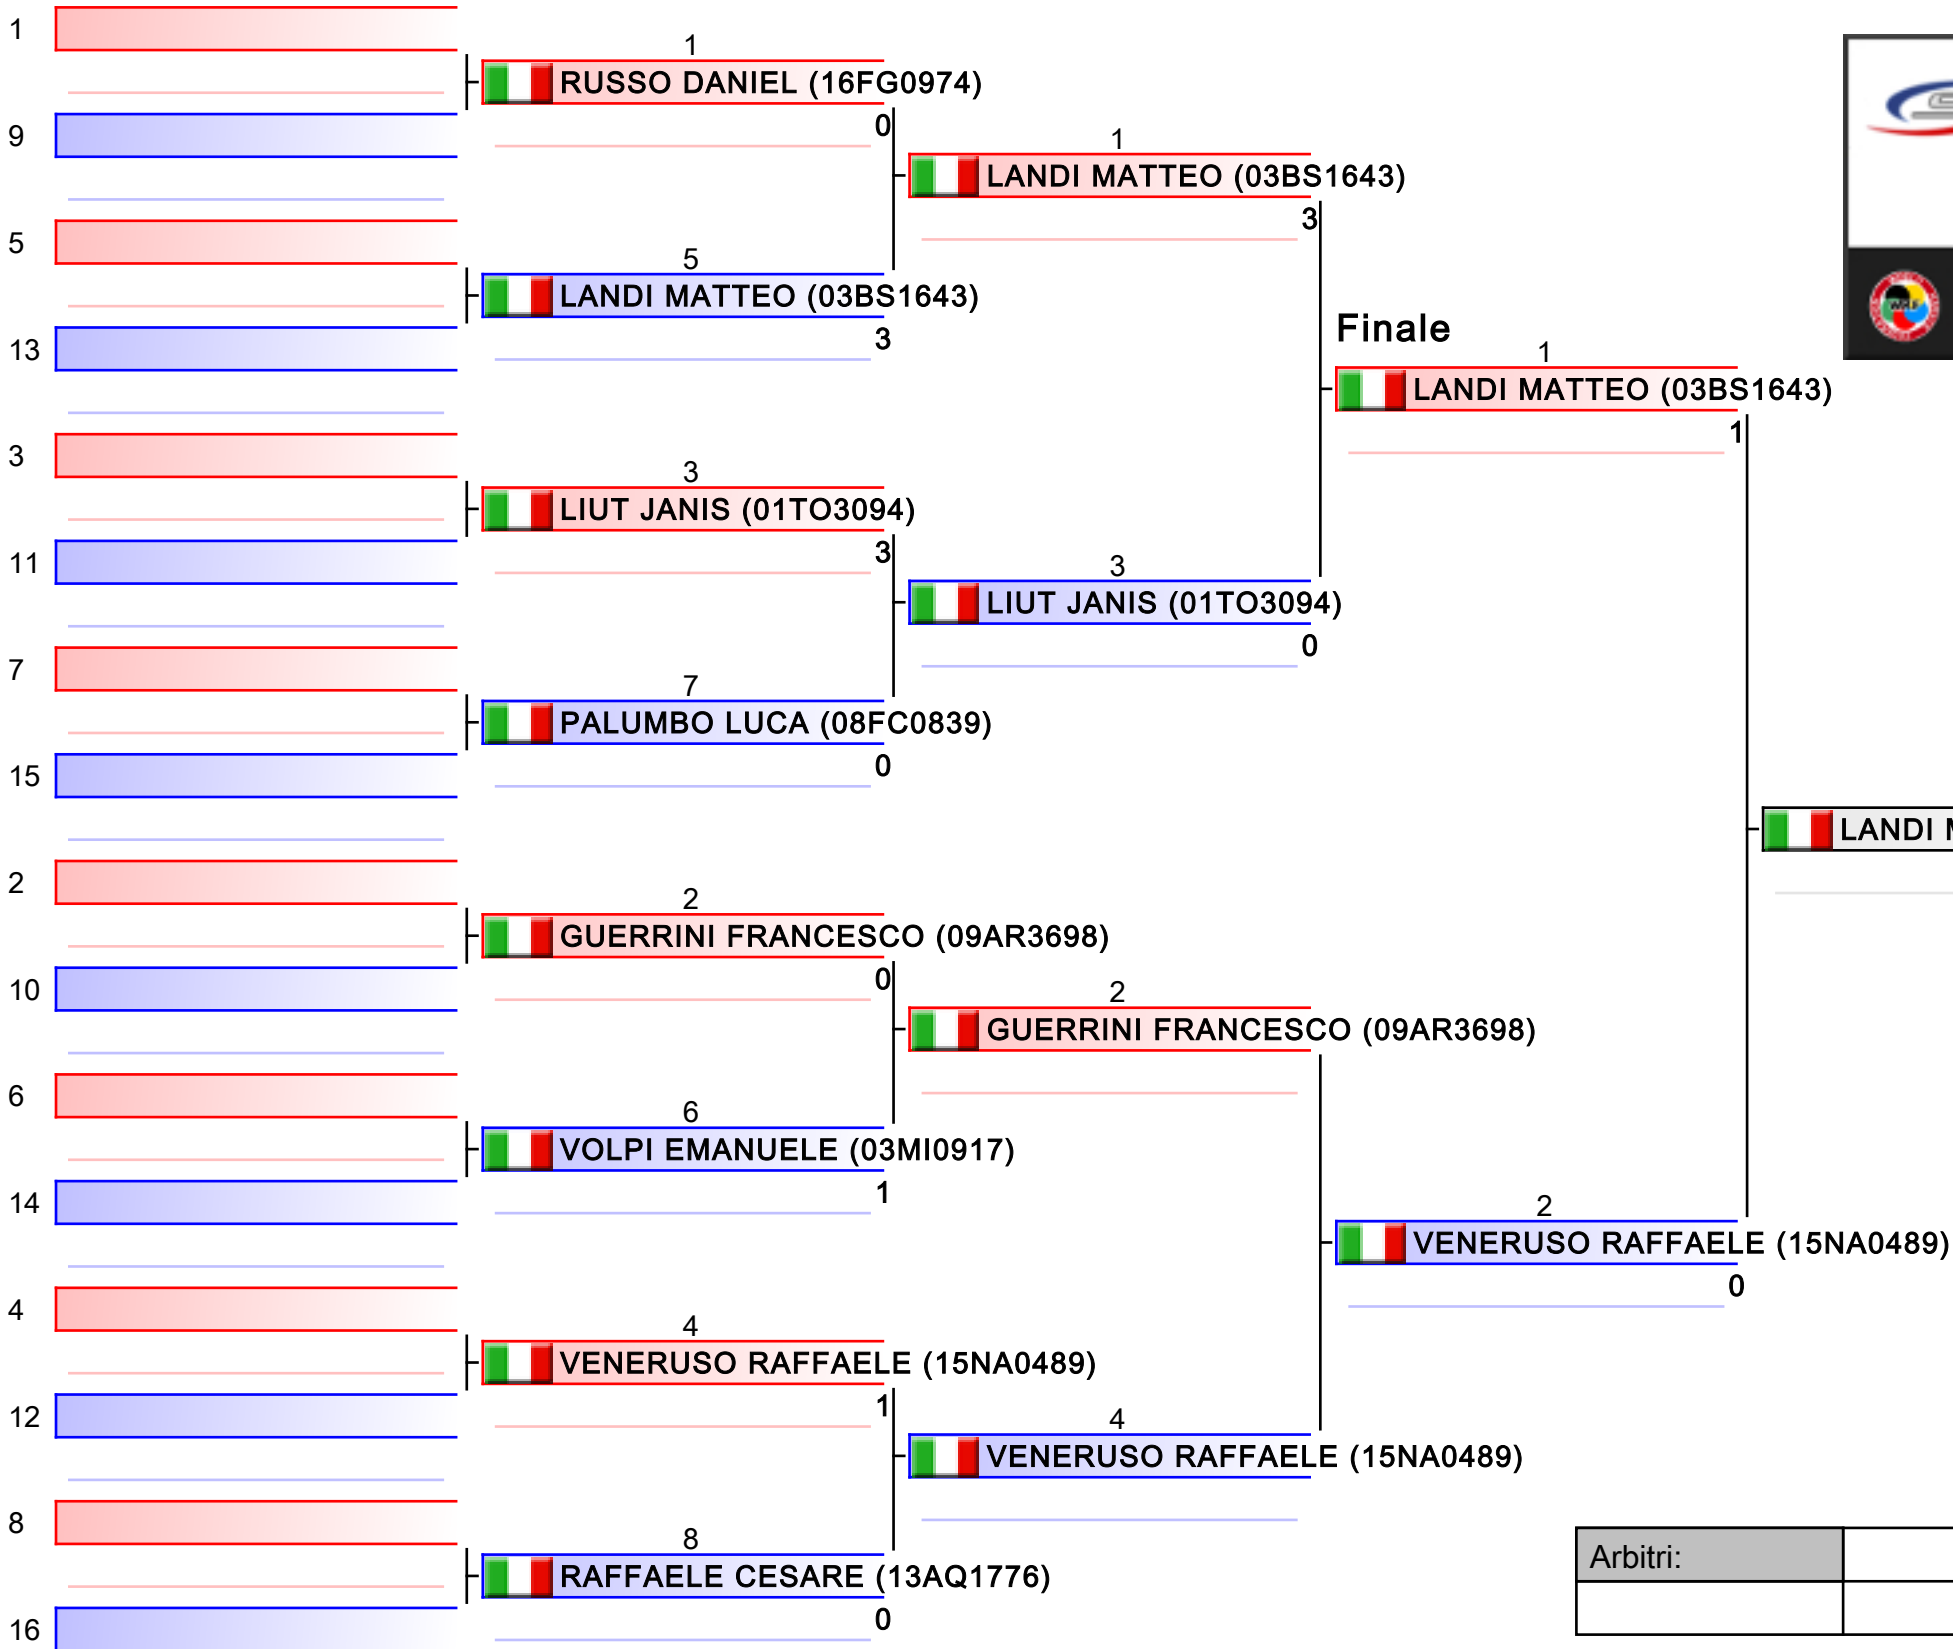 1
9
5
13
3
11
7
15
2
10
6
14
4
12
8
16
1
RUSSO DANIEL (16FG0974)
0
5
LANDI MATTEO (03BS1643)
3
3
LIUT JANIS (01TO3094)
3
7
PALUMBO LUCA (08FC0839)
0
2
GUERRINI FRANCESCO (09AR3698)
0
6
VOLPI EMANUELE (03MI0917)
1
4
VENERUSO RAFFAELE (15NA0489)
1
8
RAFFAELE CESARE (13AQ1776)
0
1
LANDI MATTEO (03BS1643)
3
3
LIUT JANIS (01TO3094)
0
2
GUERRINI FRANCESCO (09AR3698)
4
VENERUSO RAFFAELE (15NA0489)
Finale
1
LANDI MATTEO (03BS1643)
1
2
VENERUSO RAFFAELE (15NA0489)
0
LANDI
Arbitri: